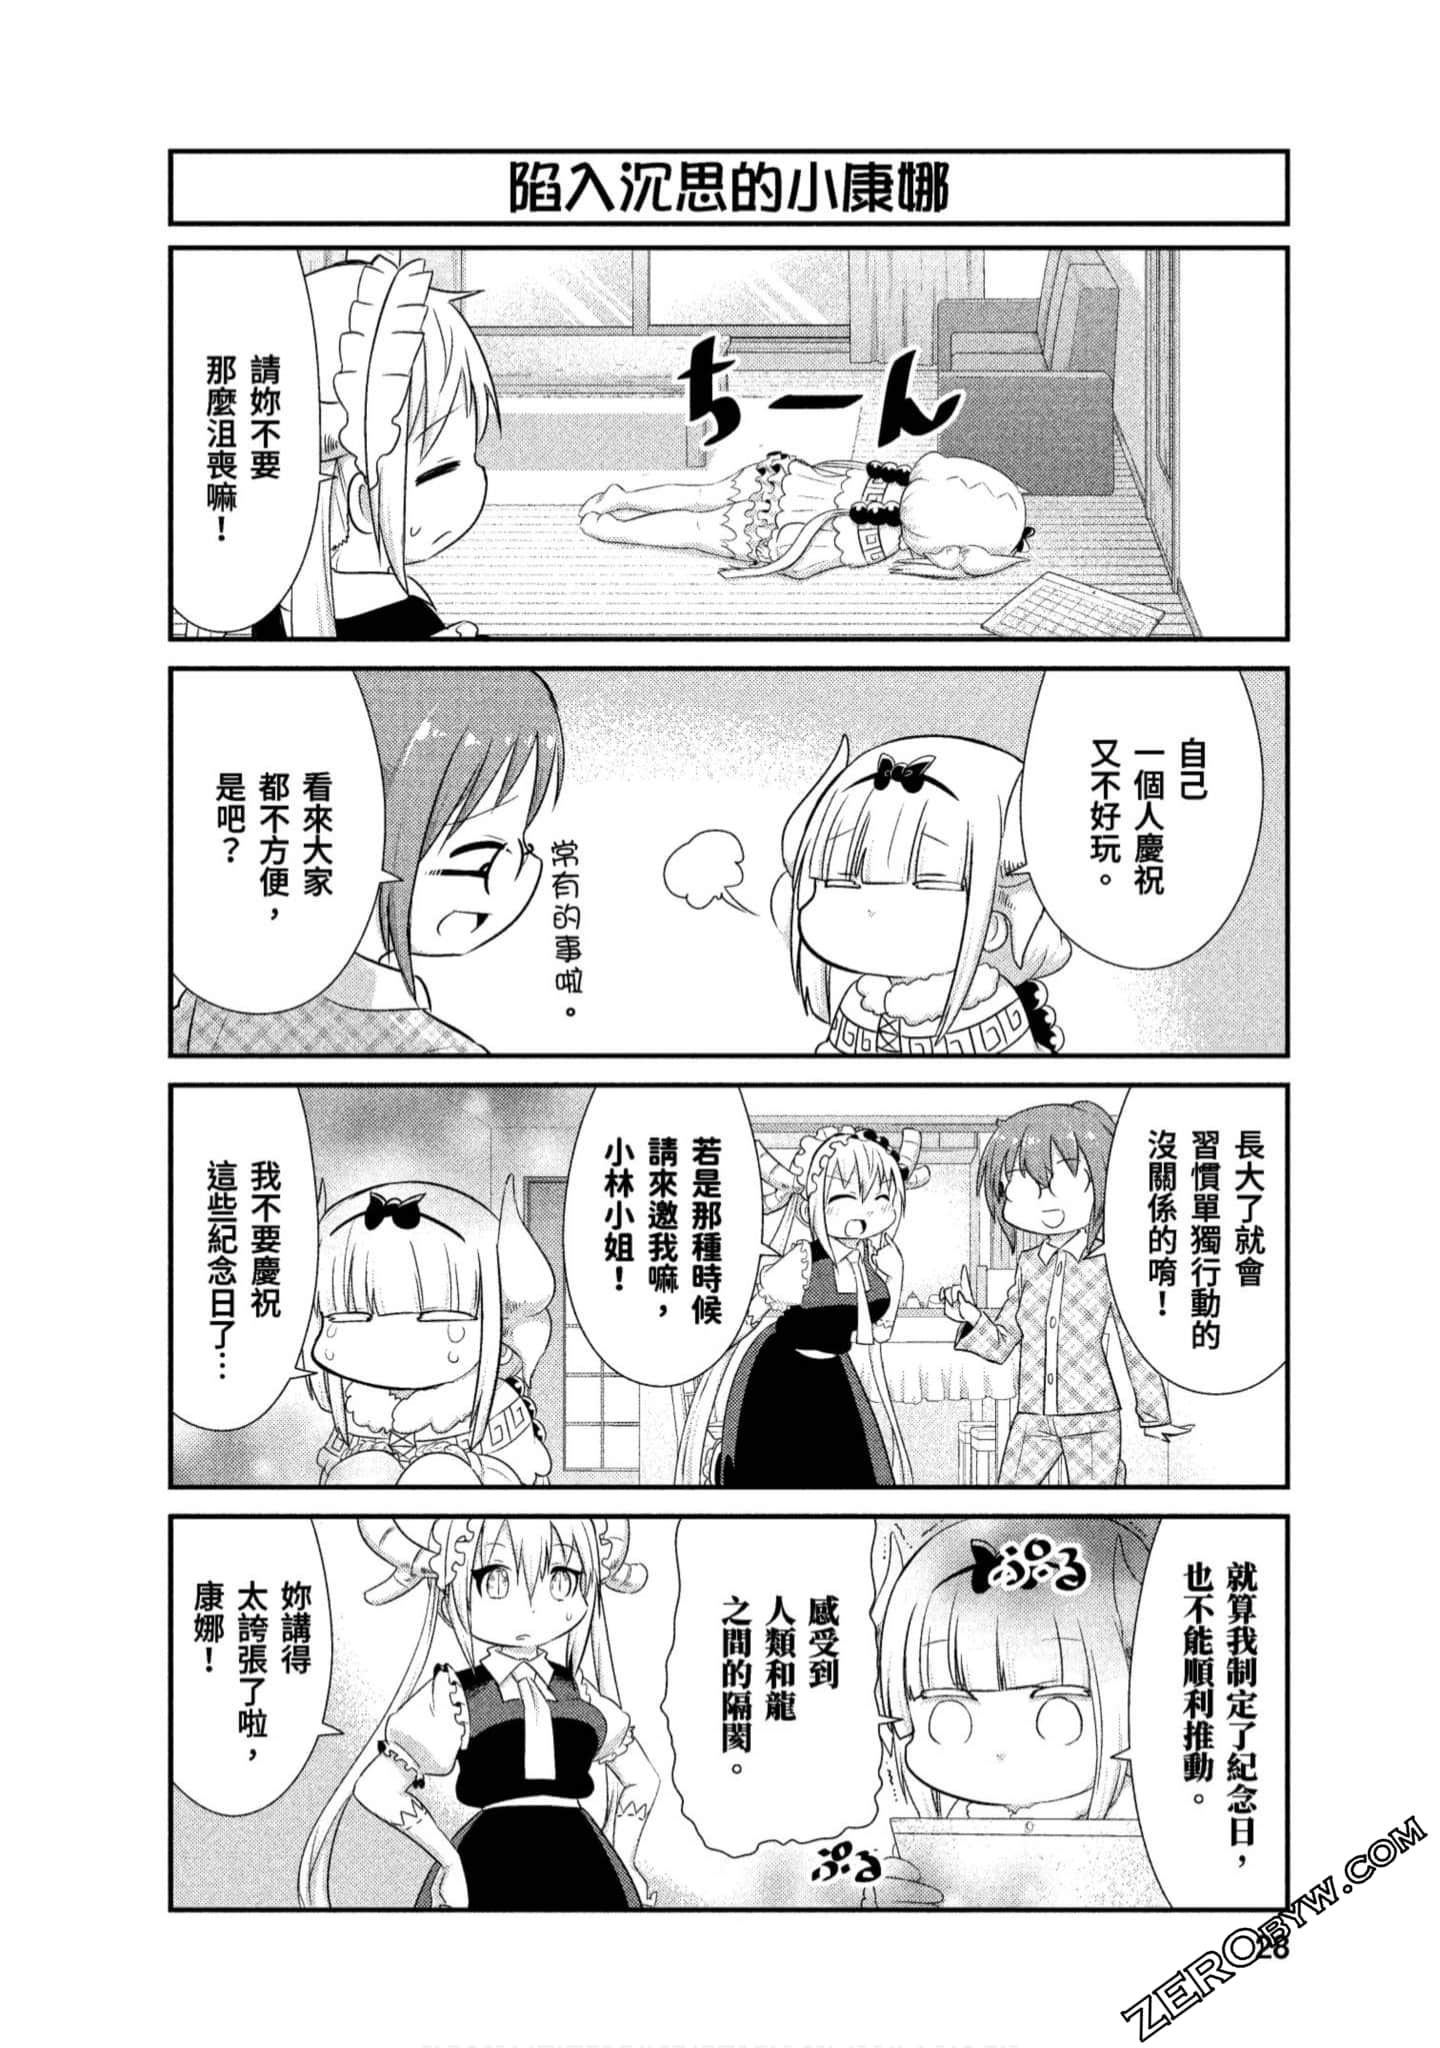 陷入沉思的小康娜
ちーん
請妳不要
那麼沮喪嘛！
自己
一個人慶祝
又不好玩。
常有的事啦。
看來大家
都不方便，
是吧？
長大了就會
習慣單獨行動的
沒關係的唷！
若是那種時候
請來邀我嘛，
小林小姐！
我不要慶祝
這些紀念日了…
就算我制定了紀念日，
也不能順利推動。
ぷるぷる
感受到
人類和龍
之間的隔閡。
ぷる
妳講得
太誇張了啦，
康娜！
28
ZEROBYW.COM